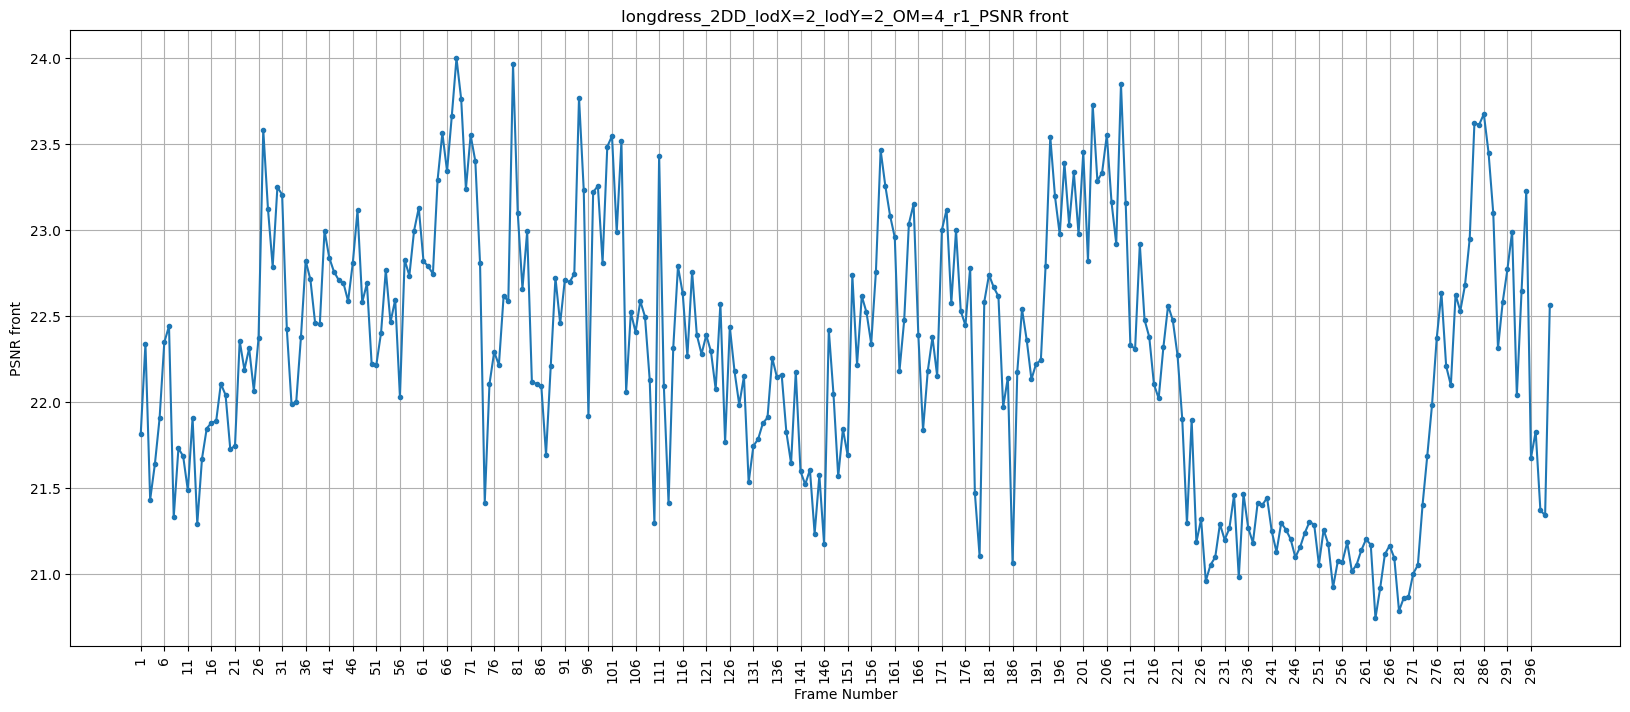 longdress_2DD_lodX=2_lodY=2_OM=4_r1_PSNR front
24.0
23.5
23.0
22.5
22.0
21.5
21.0
PSNR front
1 6 11 16 21 26 31 36 41 46 51 56 61 66 71 76 81 86 91 96 101 106 111 116 121 126 131 136 141 146 151 156 161 166 171 176 181 186 191 196 201 206 211 216 221 226 231 236 241 246 251 256 261 266 271 276 281 286 291 296
Frame Number